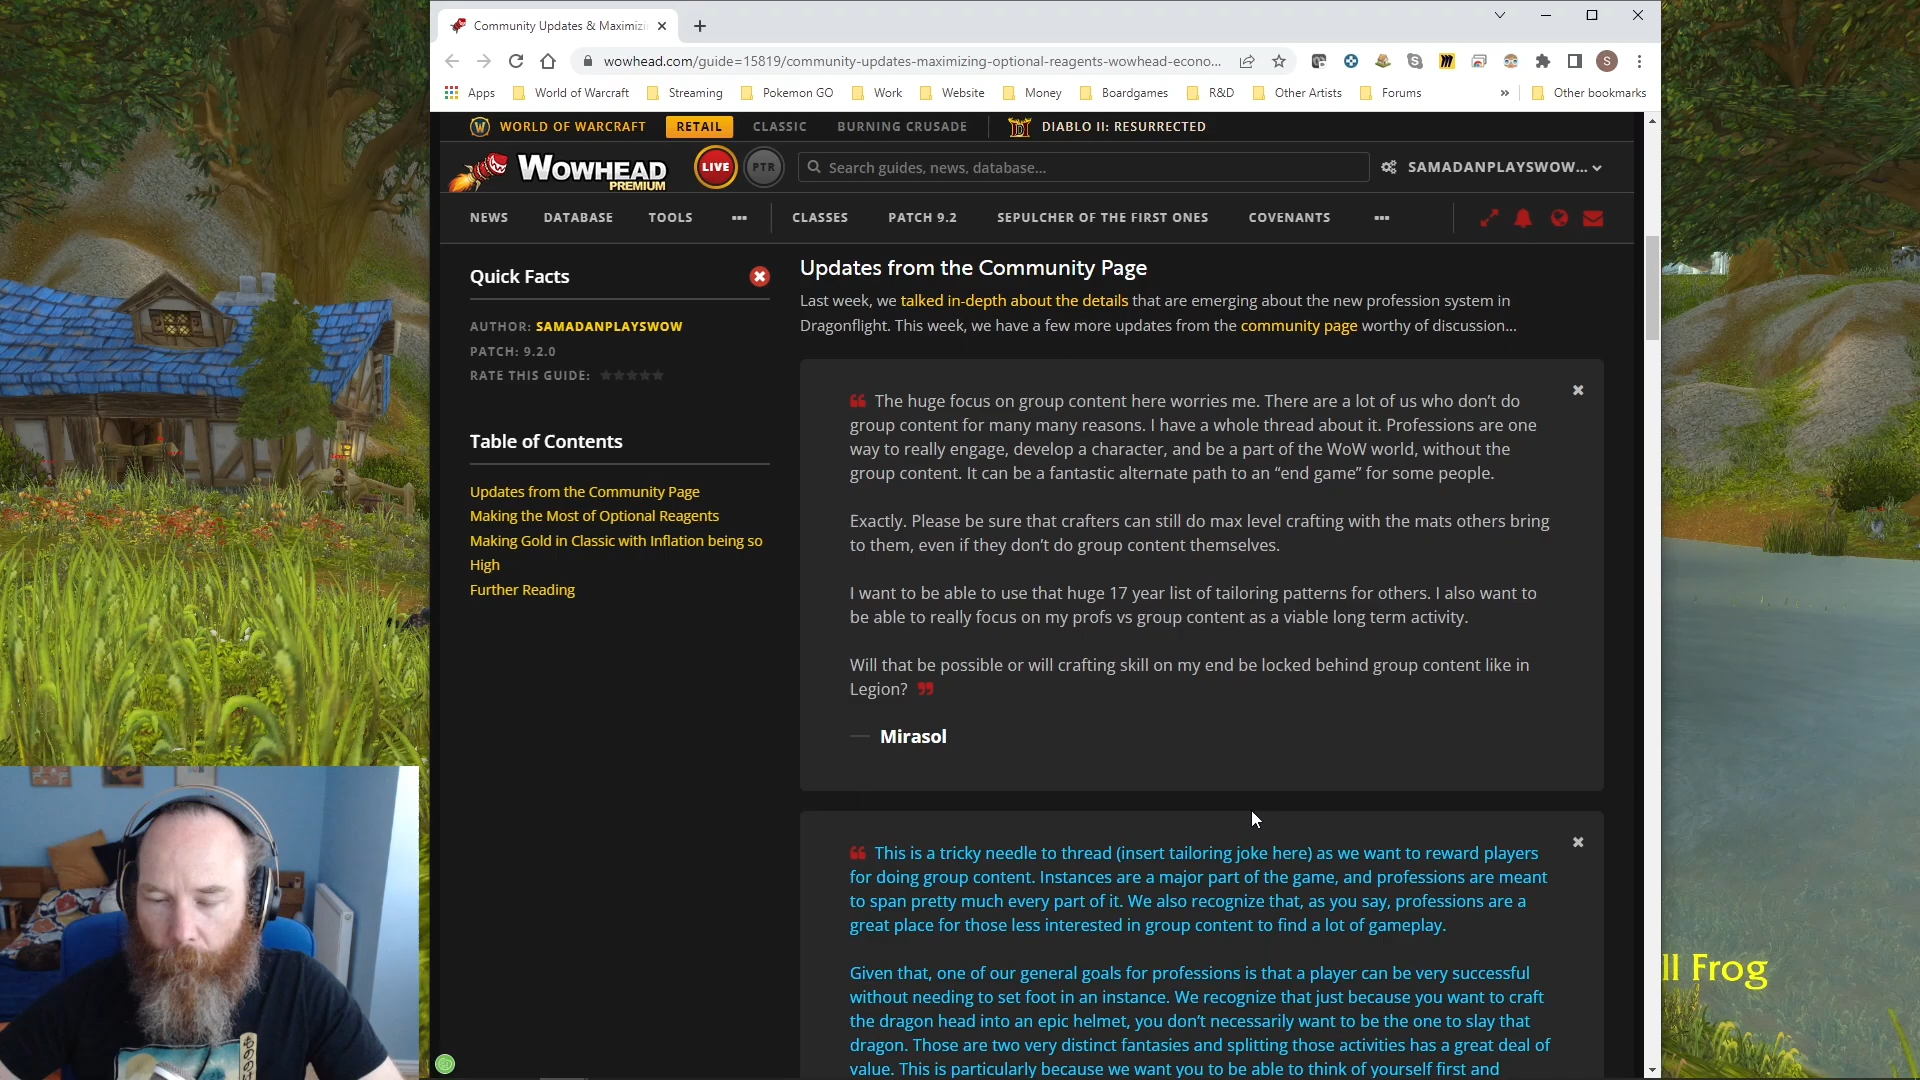 Community Updates & Maximizi
wowhead.com/guide=15819/community-updates-maximizing-optional-reagents-wowhead-econo...
S
Apps
World of Warcraft
Streaming
Pokemon GO
Work
Website
Money
Boardgames
R&D
Other Artists
Forums
»
Other bookmarks
WORLD OF WARCRAFT
RETAIL
CLASSIC
BURNING CRUSADE
DIABLO II: RESURRECTED
WOWHEAD
PREMIUM
LIVE
PTR
Search guides, news, database...
SAMADANPLAYSWOW...
NEWS
DATABASE
TOOLS
CLASSES
PATCH 9.2
SEPULCHER OF THE FIRST ONES
COVENANTS
Quick Facts
AUTHOR: SAMADANPLAYSWOW
PATCH: 9.2.0
RATE THIS GUIDE:
Table of Contents
Updates from the Community Page
Making the Most of Optional Reagents
Making Gold in Classic with Inflation being so
High
Further Reading
Updates from the Community Page
Last week, we talked in-depth about the details that are emerging about the new profession system in
Dragonflight. This week, we have a few more updates from the community page worthy of discussion...
“ The huge focus on group content here worries me. There are a lot of us who don’t do
group content for many many reasons. I have a whole thread about it. Professions are one
way to really engage, develop a character, and be a part of the WoW world, without the
group content. It can be a fantastic alternate path to an “end game” for some people.
Exactly. Please be sure that crafters can still do max level crafting with the mats others bring
to them, even if they don’t do group content themselves.
I want to be able to use that huge 17 year list of tailoring patterns for others. I also want to
be able to really focus on my profs vs group content as a viable long term activity.
Will that be possible or will crafting skill on my end be locked behind group content like in
Legion? ”
— Mirasol
“ This is a tricky needle to thread (insert tailoring joke here) as we want to reward players
for doing group content. Instances are a major part of the game, and professions are meant
to span pretty much every part of it. We also recognize that, as you say, professions are a
great place for those less interested in group content to find a lot of gameplay.
Given that, one of our general goals for professions is that a player can be very successful
without needing to set foot in an instance. We recognize that just because you want to craft
the dragon head into an epic helmet, you don’t necessarily want to be the one to slay that
dragon. Those are two very distinct fantasies and splitting those activities has a great deal of
value. This is particularly because we want you to be able to think of yourself first and
ll Frog